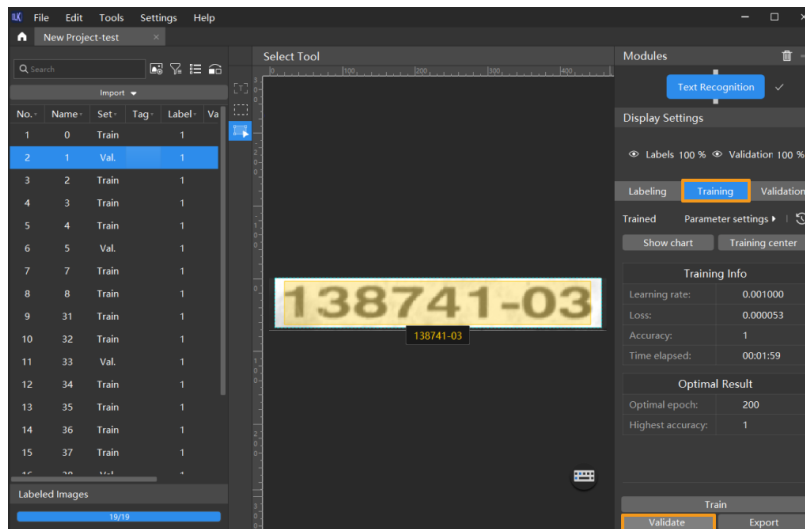 File Edit Tools Settings Help
New Project-test
Search
Import
No. Name Set Tag Label Va
1 0 Train 1
2 1 Val. 1
3 2 Train 1
4 3 Train 1
5 4 Train 1
6 5 Val. 1
7 7 Train 1
8 8 Train 1
9 31 Train 1
10 32 Train 1
11 33 Val. 1
12 34 Train 1
13 35 Train 1
14 36 Train 1
15 37 Train 1
Labeled Images
19/19
Select Tool
0 100 200 300 400
138741-03
138741-03
Modules
Text Recognition
Display Settings
Labels 100 % Validation 100 %
Labeling Training Validation
Trained Parameter settings
Show chart Training center
Training Info
Learning rate: 0.001000
Loss: 0.000053
Accuracy: 1
Time elapsed: 00:01:59
Optimal Result
Optimal epoch: 200
Highest accuracy: 1
Train
Validate Export